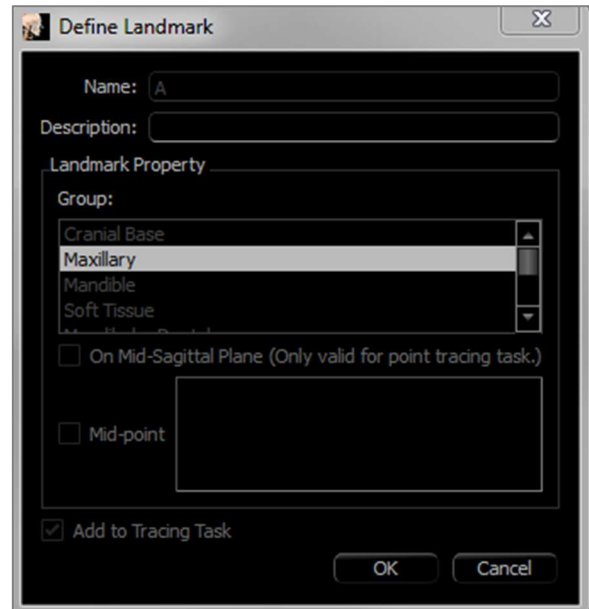 Define Landmark
Name: A
Description:
Landmark Property
Group:
Cranial Base
Maxillary
Mandible
Soft Tissue
On Mid-Sagittal Plane (Only valid for point tracing task.)
Mid-point
Add to Tracing Task
OK Cancel